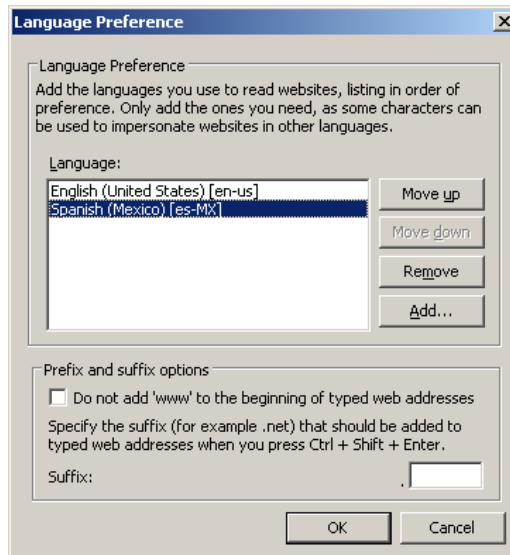 Language Preference
Language Preference
Add the languages you use to read websites, listing in order of
preference. Only add the ones you need, as some characters can
be used to impersonate websites in other languages.
Language:
English (United States) [en-us]
Spanish (Mexico) [es-MX]
Move up
Move down
Remove
Add...
Prefix and suffix options
Do not add 'www' to the beginning of typed web addresses
Specify the suffix (for example .net) that should be added to
typed web addresses when you press Ctrl + Shift + Enter.
Suffix: .
OK Cancel